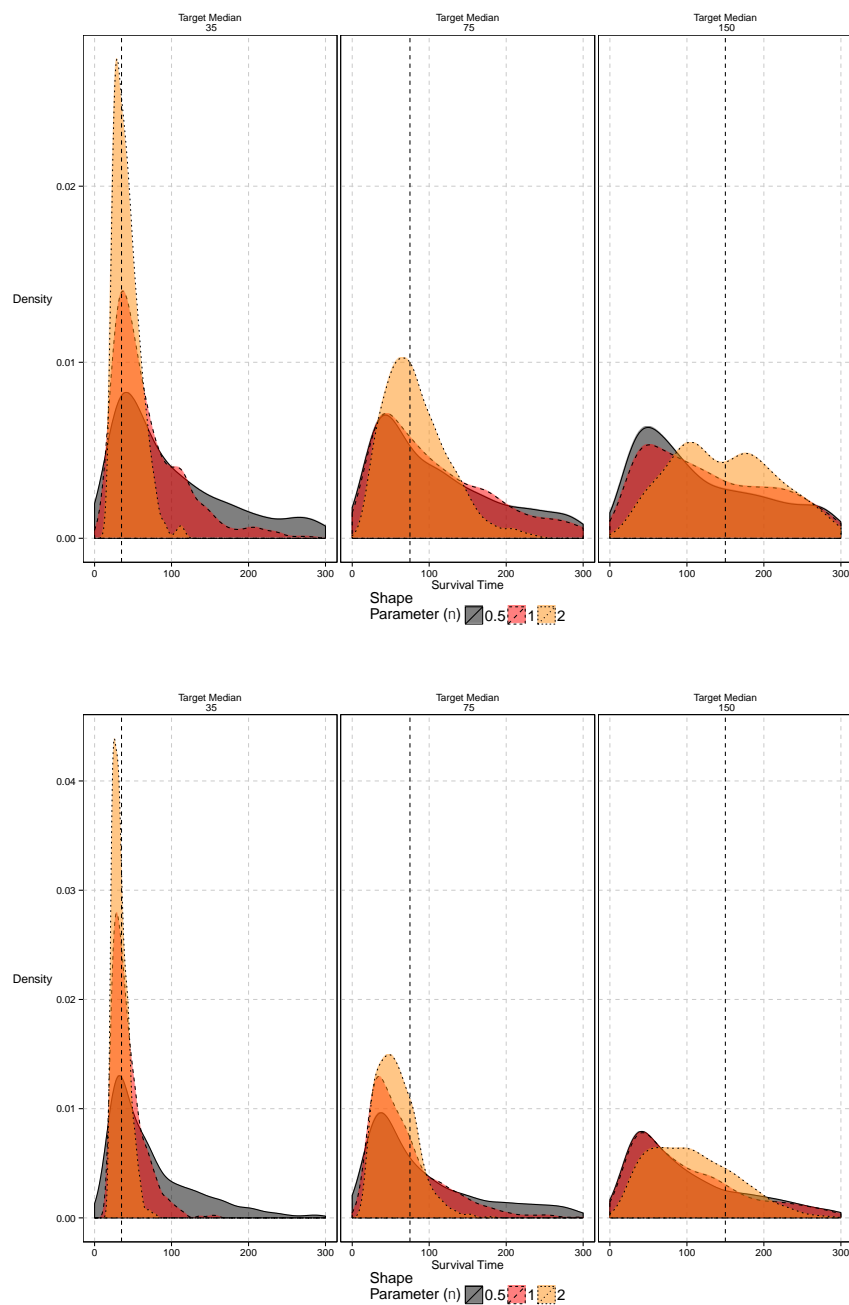 Target Median Target Median Target Median
35 75 150
0.02
Density
0.01
0.00
0 100 200 300 0 100 200 300 0 100 200 300
Survival Time
Shape
Parameter (n) 0.5 1 2
Target Median Target Median Target Median
35 75 150
0.04
0.03
Density
0.02
0.01
0.00
0 100 200 300 0 100 200 300 0 100 200 300
Survival Time
Shape
Parameter (n) 0.5 1 2